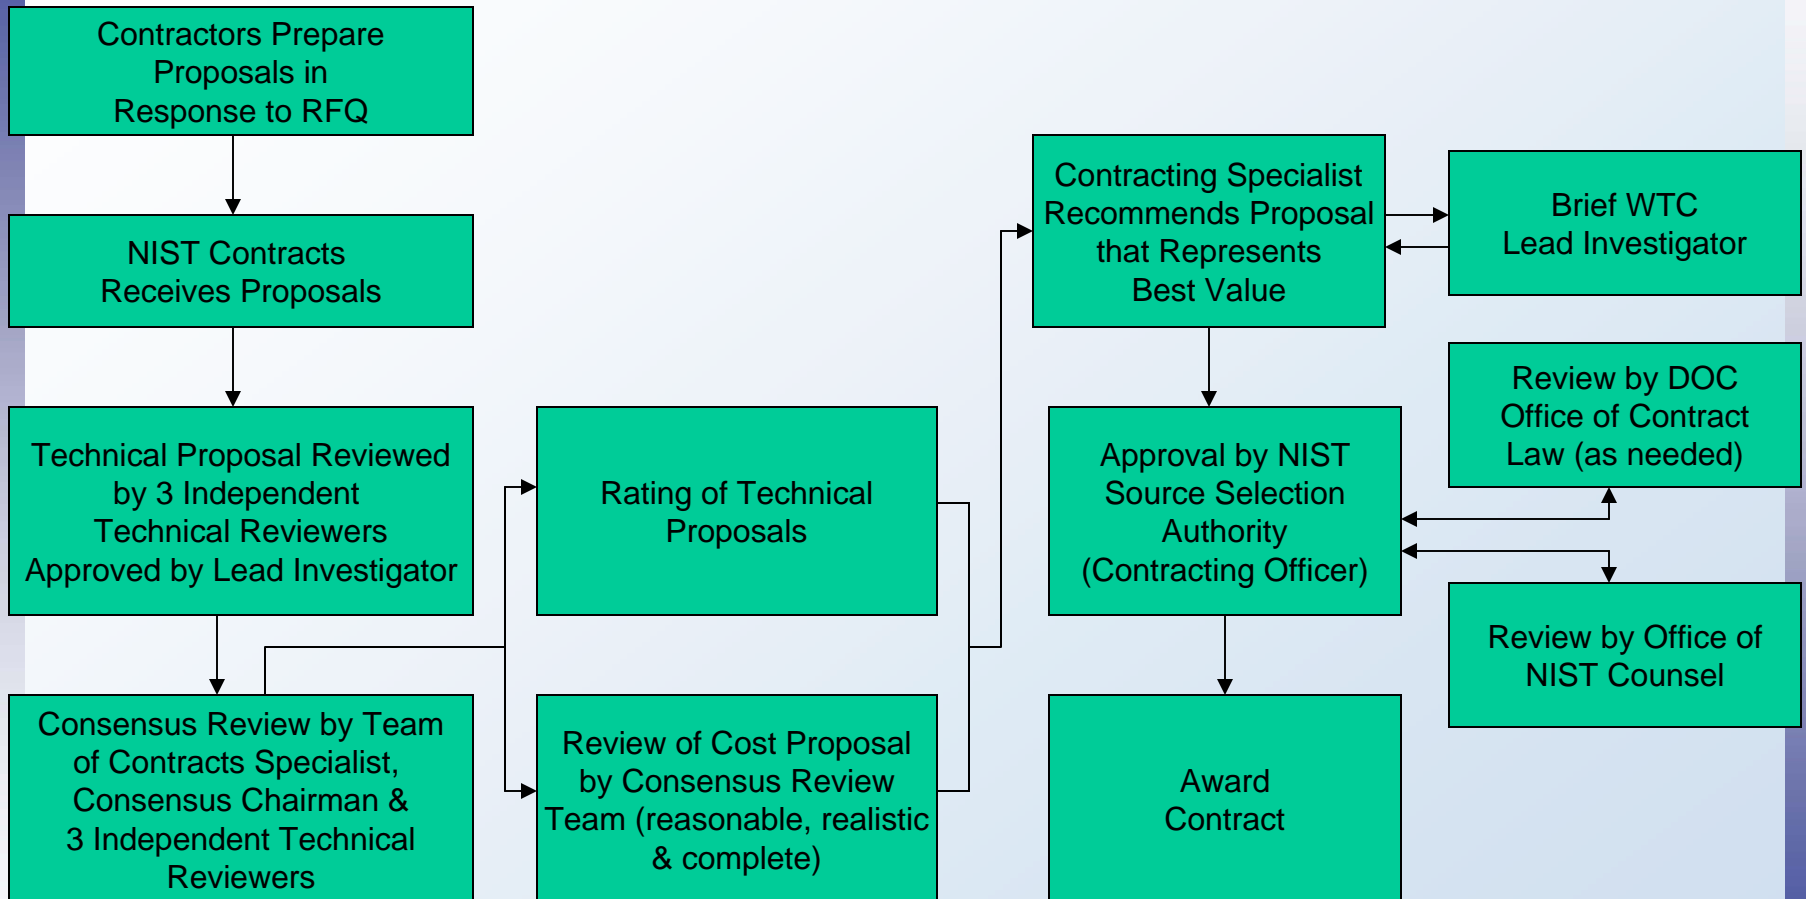 Contractors Prepare
Proposals in
Response to RFQ
NIST Contracts
Receives Proposals
Technical Proposal Reviewed
by 3 Independent
Technical Reviewers
Approved by Lead Investigator
Consensus Review by Team
of Contracts Specialist,
Consensus Chairman &
3 Independent Technical
Reviewers
Rating of Technical
Proposals
Review of Cost Proposal
by Consensus Review
Team (reasonable, realistic
& complete)
Contracting Specialist
Recommends Proposal
that Represents
Best Value
Brief WTC
Lead Investigator
Approval by NIST
Source Selection
Authority
(Contracting Officer)
Review by DOC
Office of Contract
Law (as needed)
Review by Office of
NIST Counsel
Award
Contract